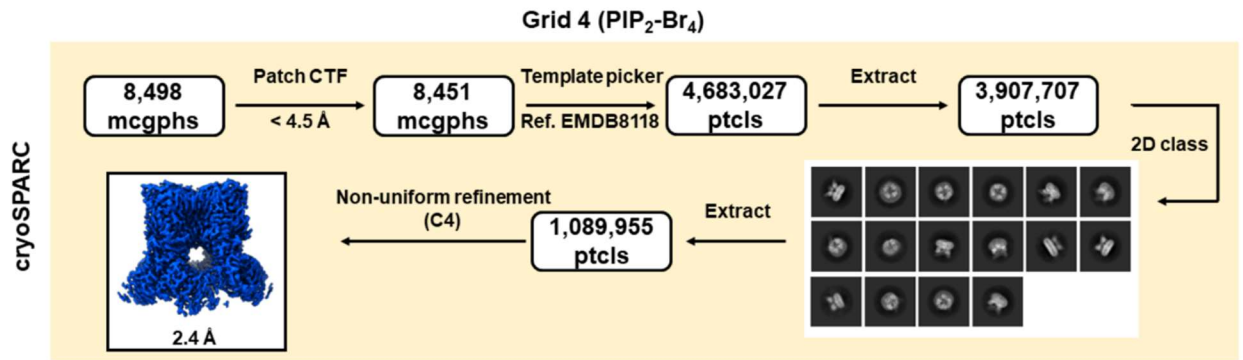 Grid 4 (PIP₂-Br₄)
cryoSPARC
8,498
mcgphs
Patch CTF
< 4.5 Å
8,451
mcgphs
Template picker
Ref. EMDB8118
4,683,027
ptcls
Extract
3,907,707
ptcls
2D class
Extract
1,089,955
ptcls
Non-uniform refinement
(C4)
2.4 Å